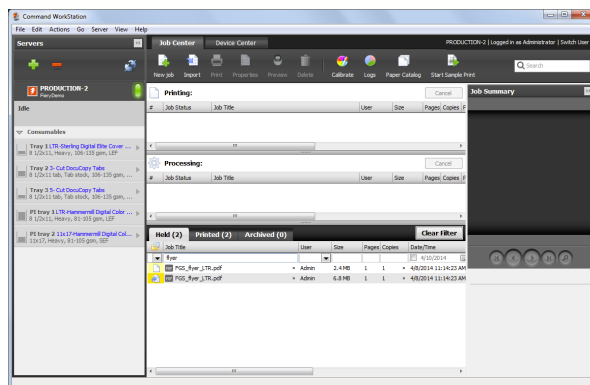 Command WorkStation
File Edit Actions Go Server View Help
Servers
Job Center Device Center
PRODUCTION-2 | Logged in as Administrator | Switch User
New job Import Print Properties Preview Delete Calibrate Logs Paper Catalog Start Sample Print
Search
PRODUCTION-2
FieryDemo
Idle
Consumables
Tray 1 LTR-Sterling Digital Elite Cover ...
8 1/2x11, Heavy, 106-135 gsm, LEF
Tray 2 3- Cut DocuCopy Tabs
8 1/2x11 tab, Tab stock, 106-135 gsm, ...
Tray 3 5- Cut DocuCopy Tabs
8 1/2x11 tab, Tab stock, 106-135 gsm, ...
PI tray 1 LTR-Hammermill Digital Color ...
8 1/2x11, Heavy, 81-105 gsm, LEF
PI tray 2 11x17-Hammermill Digital Col...
11x17, Heavy, 81-105 gsm, SEF
Printing:
Cancel
# Job Status Job Title User Size Pages Copies F
Processing:
Cancel
# Job Status Job Title User Size Pages Copies F
Held (2) Printed (2) Archived (0)
Clear Filter
Job Title User Size Pages Copies Date/Time
flyer 4/10/2014
FGS_flyer_LTR.pdf Admin 2.4 MB 1 1 4/8/2014 11:14:23 AM
FGS_flyer_LTR.pdf Admin 6.8 MB 1 1 4/8/2014 11:14:23 AM
Job Summary